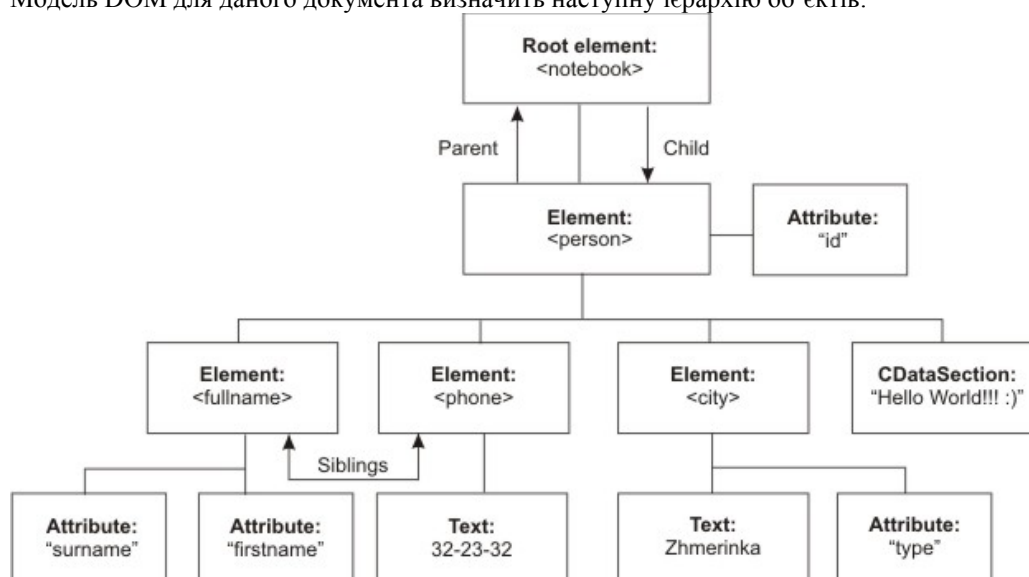 Модель DOM для даного документа визначить наступну ієрархію об'єктів:
Root element:
<notebook>
Parent
Child
Element:
<person>
Attribute:
“id”
Element:
<fullname>
Element:
<phone>
Element:
<city>
CDataSection:
“Hello World!!! :)”
Siblings
Attribute:
“surname”
Attribute:
“firstname”
Text:
32-23-32
Text:
Zhmerinka
Attribute:
“type”